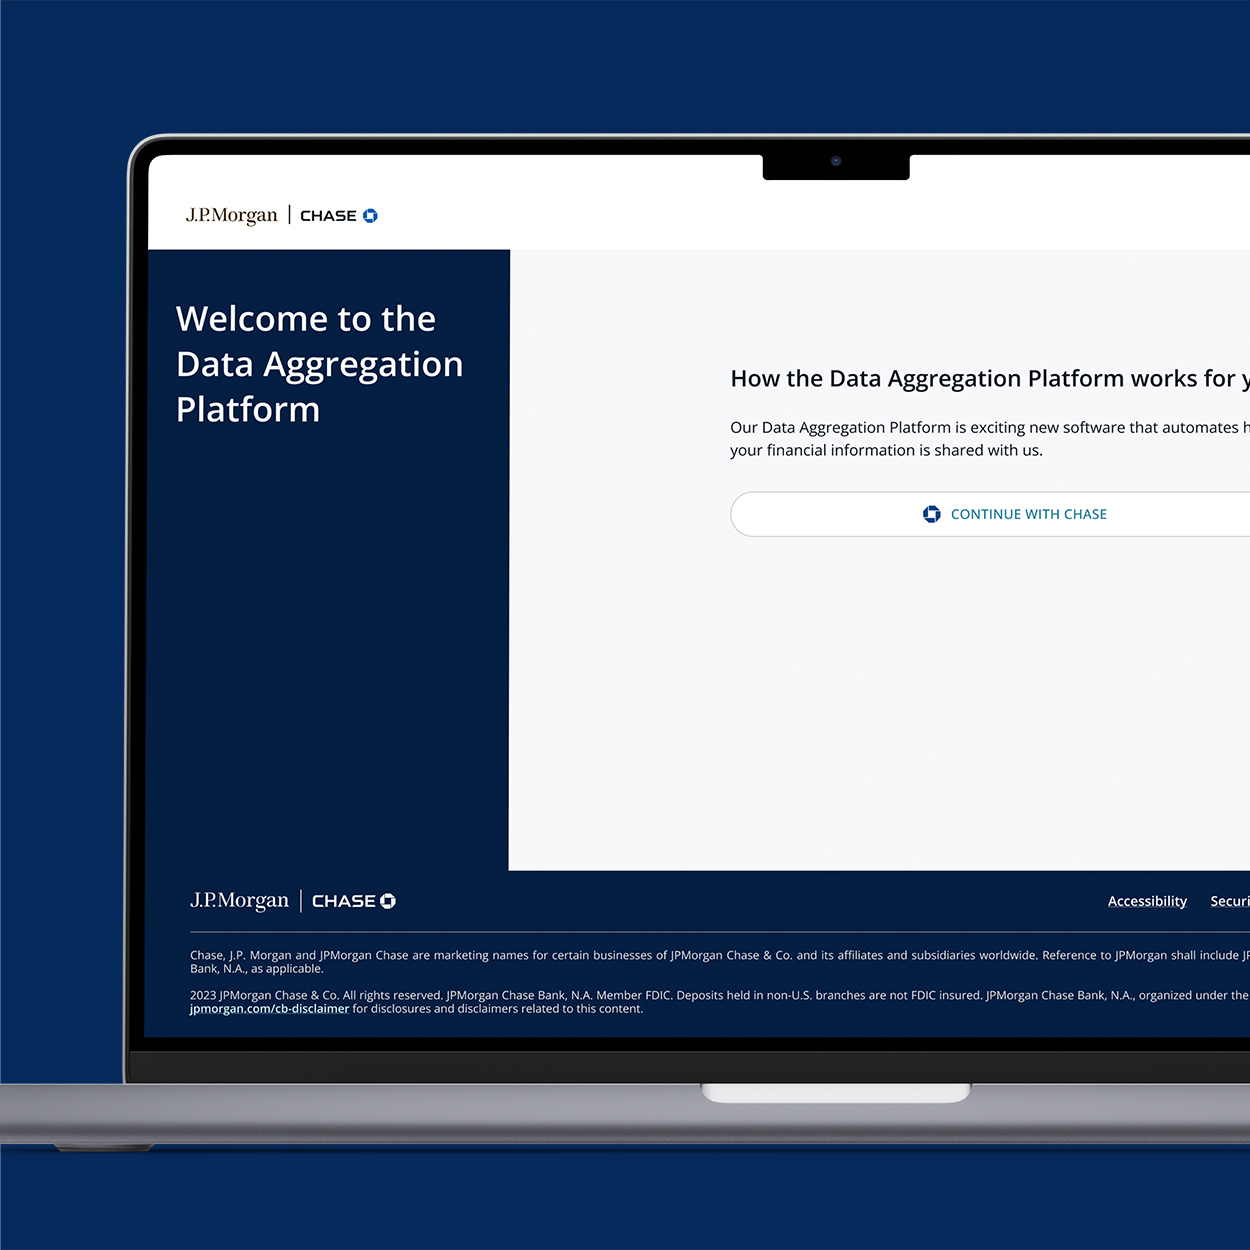 J.P.Morgan | CHASE
Welcome to the
Data Aggregation
Platform
How the Data Aggregation Platform works for
Our Data Aggregation Platform is exciting new software that automates
your financial information is shared with us.
CONTINUE WITH CHASE
J.P.Morgan | CHASE
Accessibility
Chase, J.P. Morgan and JPMorgan Chase are marketing names for certain businesses of JPMorgan Chase & Co. and its affiliates and subsidiaries worldwide. Reference to JPMorgan shall include
Bank, N.A., as applicable.
2023 JPMorgan Chase & Co. All rights reserved. JPMorgan Chase Bank, N.A. Member FDIC. Deposits held in non-U.S. branches are not FDIC insured. JPMorgan Chase Bank, N.A., organized under the
jpmorgan.com/cb-disclaimer for disclosures and disclaimers related to this content.